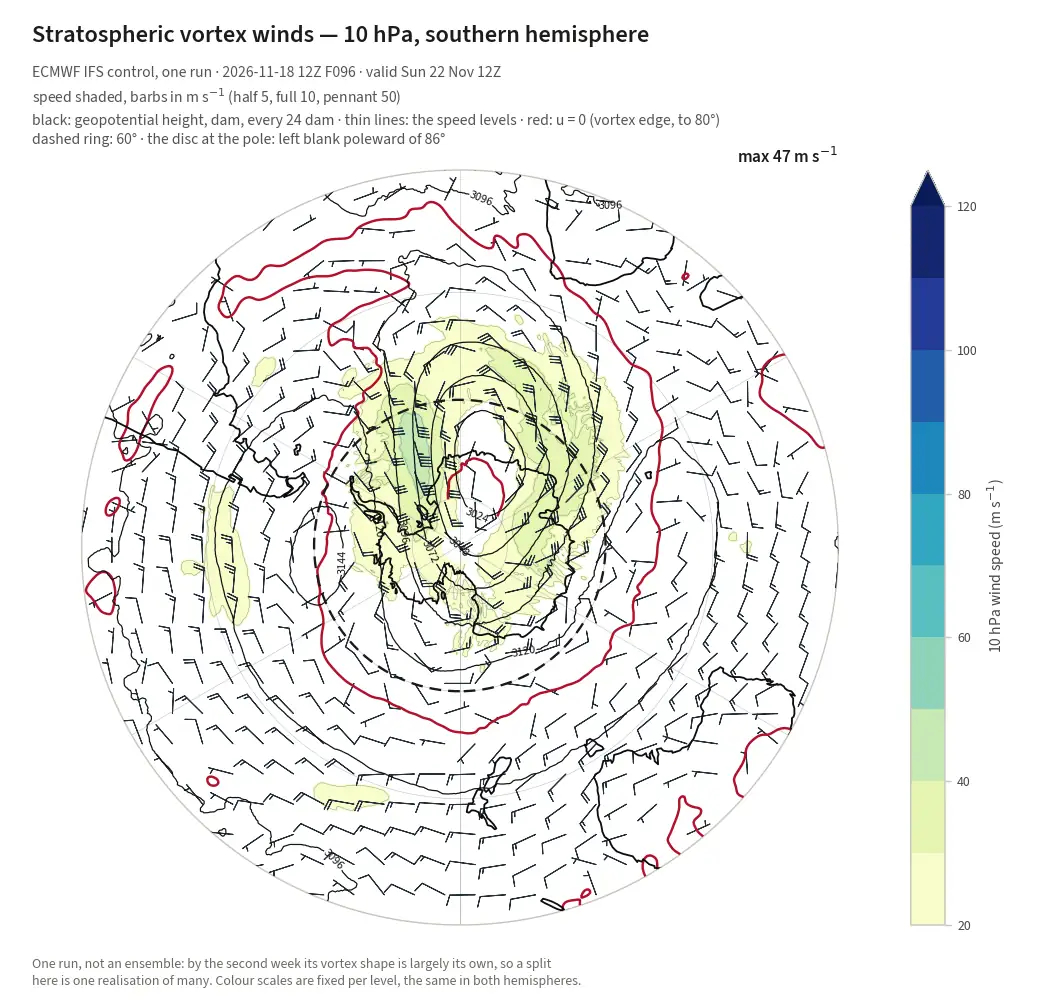 Stratospheric vortex winds — 10 hPa, southern hemisphere
ECMWF IFS control, one run · 2026-11-18 12Z F096 · valid Sun 22 Nov 12Z
speed shaded, barbs in m s⁻¹ (half 5, full 10, pennant 50)
black: geopotential height, dam, every 24 dam · thin lines: the speed levels · red: u = 0 (vortex edge, to 80°)
dashed ring: 60° · the disc at the pole: left blank poleward of 86°
max 47 m s⁻¹
3096
3096
120
100
80
60
40
20
10 hPa wind speed (m s⁻¹)
3024
3072
3144
3120
3096
One run, not an ensemble: by the second week its vortex shape is largely its own, so a split
here is one realisation of many. Colour scales are fixed per level, the same in both hemispheres.